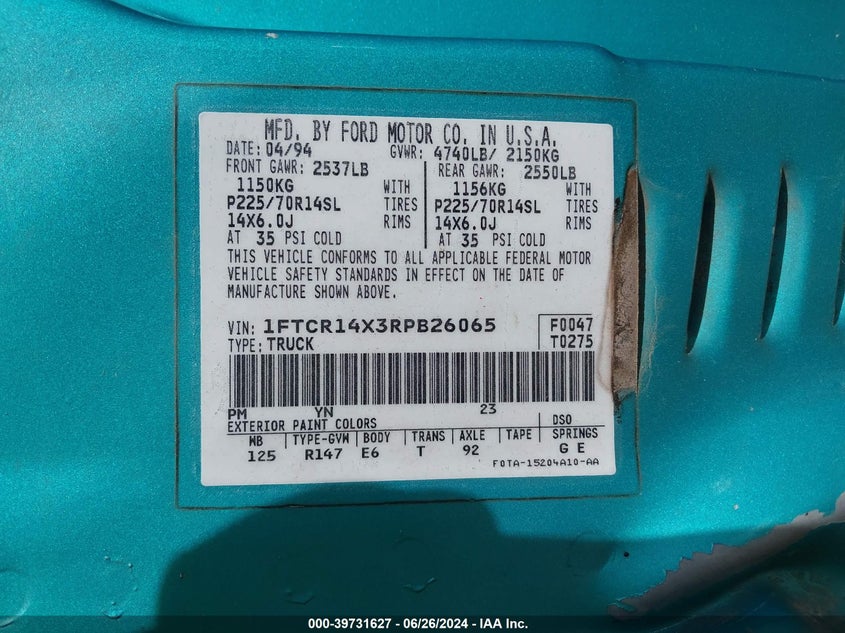 MFD. BY FORD MOTOR CO. IN U.S.A.
DATE: 04/94 GVWR: 4740LB/ 2150KG
FRONT GAWR: 2537LB REAR GAWR: 2550LB
1150KG WITH 1156KG WITH
P225/70R14SL TIRES P225/70R14SL TIRES
14X6.0J RIMS 14X6.0J RIMS
AT 35 PSI COLD AT 35 PSI COLD
THIS VEHICLE CONFORMS TO ALL APPLICABLE FEDERAL MOTOR
VEHICLE SAFETY STANDARDS IN EFFECT ON THE DATE OF
MANUFACTURE SHOWN ABOVE.
VIN: 1FTCR14X3RPB26065 F0047
TYPE: TRUCK T0275
PM YN 23
EXTERIOR PAINT COLORS DSO
WB TYPE-GVW BODY TRANS AXLE TAPE SPRINGS
125 R147 E6 T 92 G E
F0TA-15204A10-AA
000-39731627 - 06/26/2024 - IAA Inc.